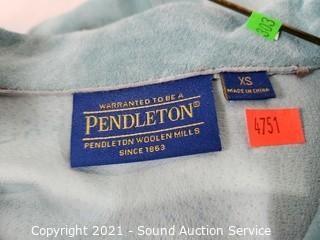 303
WARRANTED TO BE A
PENDLETON®
PENDLETON WOOLEN MILLS
SINCE 1863
XS
MADE IN CHINA
4751
Copyright 2021 - Sound Auction Service